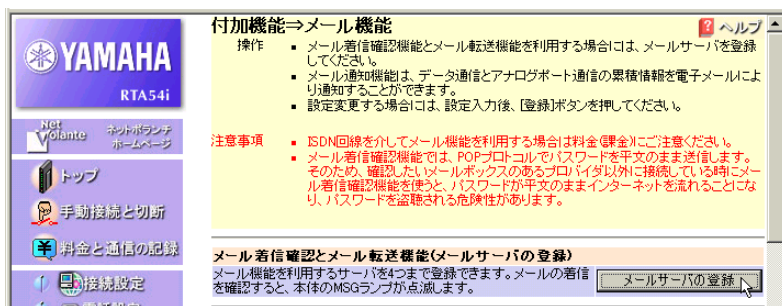 YAMAHA
RTA54i
Net Volante ネットボランチ
ホームページ
トップ
手動接続と切断
料金と通信の記録
接続設定
付加機能⇒メール機能
ヘルプ
操作 ▪ メール着信確認機能とメール転送機能を利用する場合には、メールサーバを登録
してください。
▪ メール通知機能は、データ通信とアナログポート通信の累積情報を電子メールによ
り通知することができます。
▪ 設定変更する場合には、設定入力後、[登録]ボタンを押してください。
注意事項 ▪ ISDN回線を介してメール機能を利用する場合は料金(課金)にご注意ください。
▪ メール着信確認機能では、POPプロトコルでパスワードを平文のまま送信します。
そのため、確認したいメールボックスのあるプロバイダ以外に接続している時にメー
ル着信確認機能を使うと、パスワードが平文のままインターネットを流れることにな
り、パスワードを盗聴される危険性があります。
メール着信確認とメール転送機能(メールサーバの登録)
メール機能を利用するサーバを4つまで登録できます。メールの着信
を確認すると、本体のMSGランプが点滅します。
メールサーバの登録